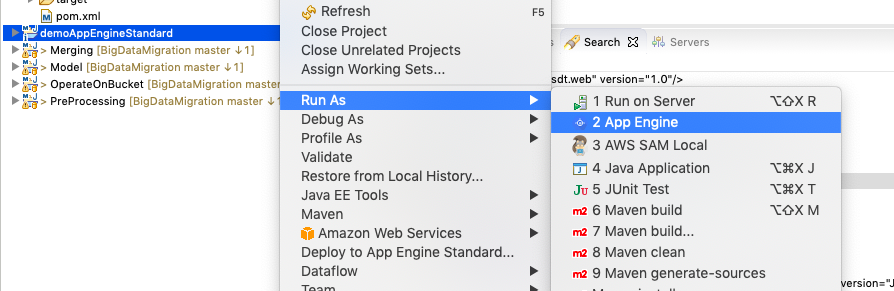 target
pom.xml
demoAppEngineStandard
> Merging [BigDataMigration master ↓1]
> Model [BigDataMigration master ↓1]
> OperateOnBucket [BigDataMigration master ↓1]
> PreProcessing [BigDataMigration master ↓1]
Refresh F5
Close Project
Close Unrelated Projects
Assign Working Sets...
Run As
Debug As
Profile As
Validate
Restore from Local History...
Java EE Tools
Maven
Amazon Web Services
Deploy to App Engine Standard...
Dataflow
Team
Search Servers
sdt.web" version="1.0"/>
1 Run on Server ⌥⇧X R
2 App Engine
3 AWS SAM Local
4 Java Application ⌥⌘X J
5 JUnit Test ⌥⌘X T
6 Maven build ⌥⇧X M
7 Maven build...
8 Maven clean
9 Maven generate-sources